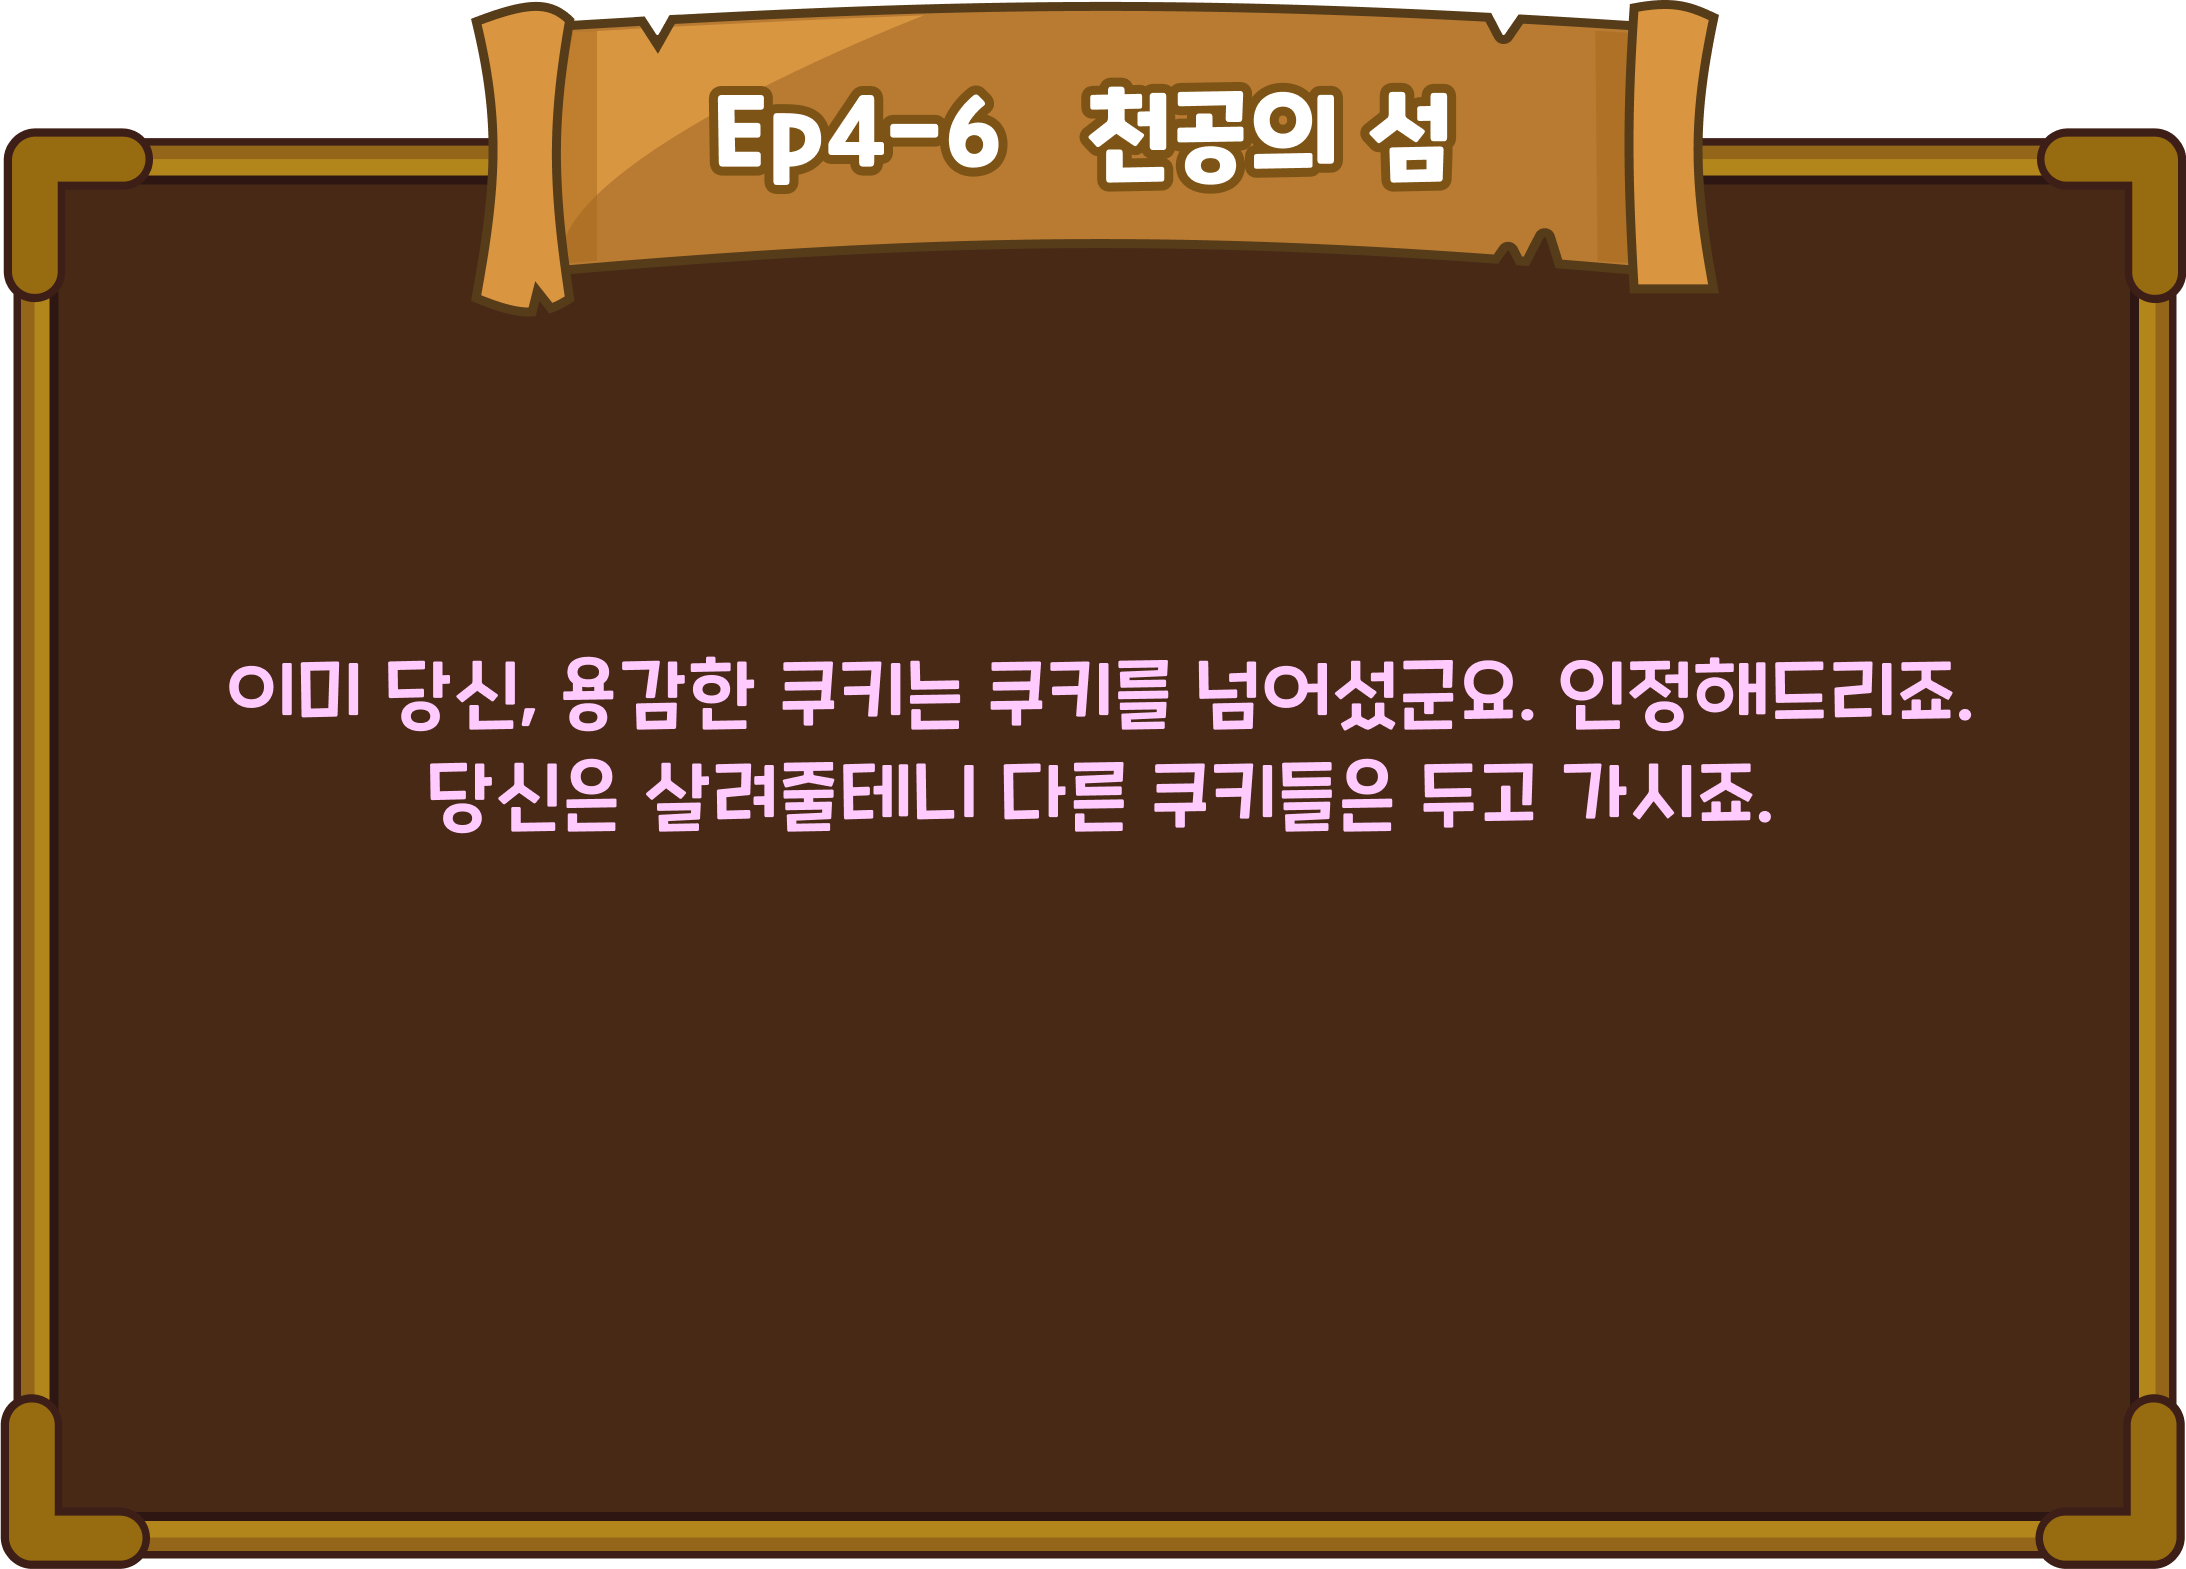 Ep4-6 천공의 섬
이미 당신, 용감한 쿠키는 쿠키를 넘어섰군요. 인정해드리죠.
당신은 살려줄테니 다른 쿠키들은 두고 가시죠.